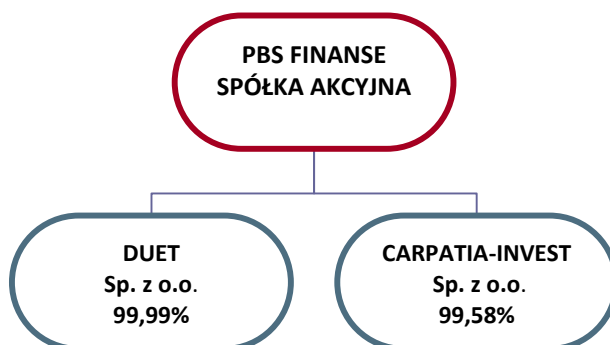 PBS FINANSE
SPÓŁKA AKCYJNA
DUET
Sp. z o.o.
99,99%
CARPATIA-INVEST
Sp. z o.o.
99,58%